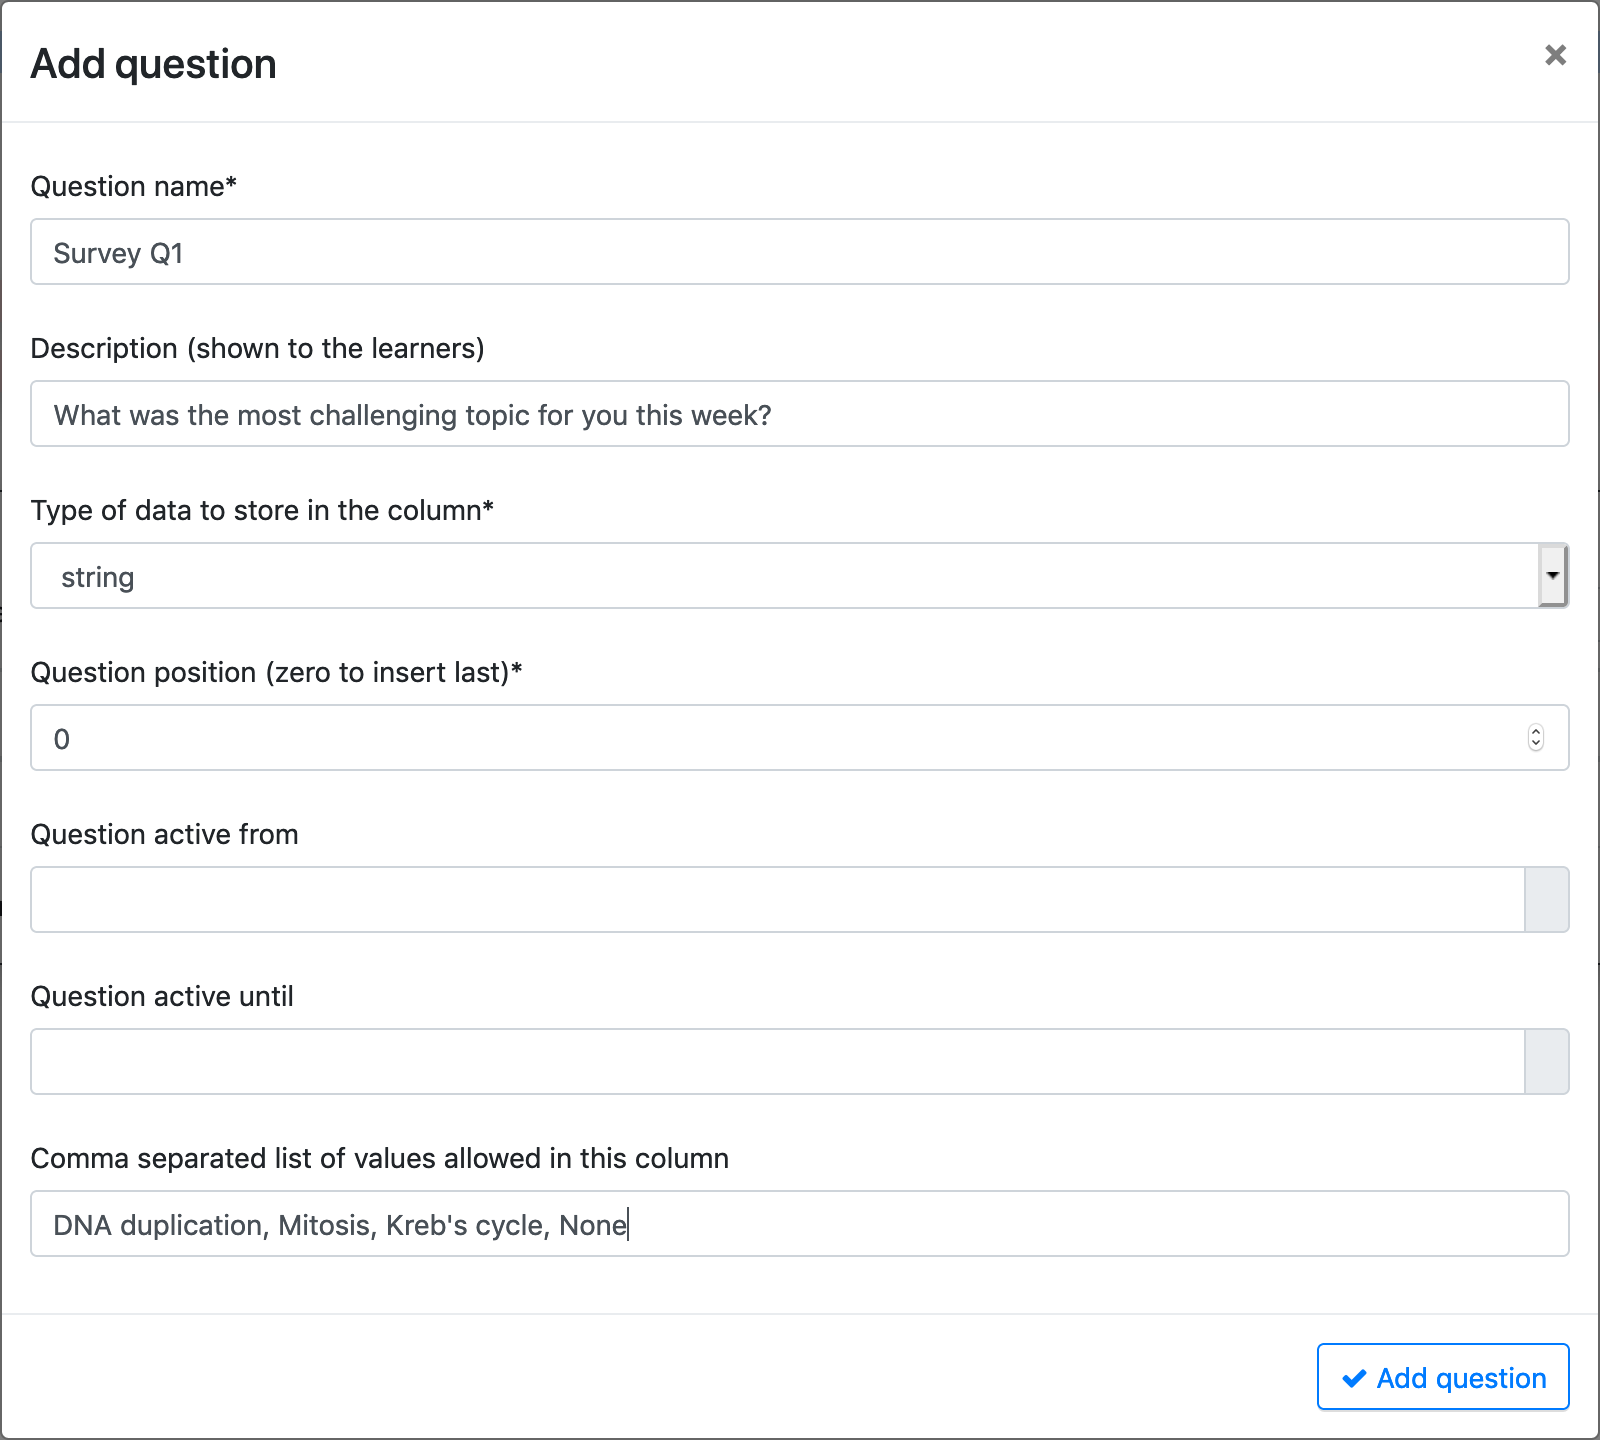 Add question
Question name*
Survey Q1
Description (shown to the learners)
What was the most challenging topic for you this week?
Type of data to store in the column*
string
Question position (zero to insert last)*
0
Question active from
Question active until
Comma separated list of values allowed in this column
DNA duplication, Mitosis, Kreb's cycle, None
Add question